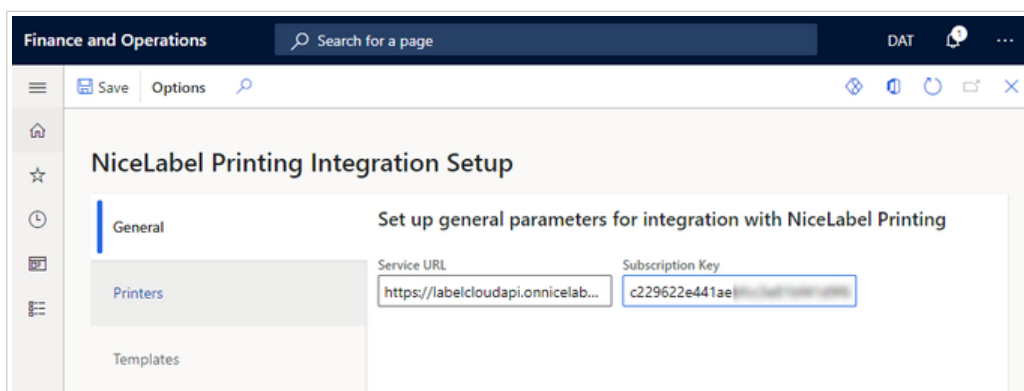 Finance and Operations
Search for a page
DAT
1
Save Options
NiceLabel Printing Integration Setup
General
Set up general parameters for integration with NiceLabel Printing
Service URL Subscription Key
https://labelcloudapi.onnicelab... c229622e441ae
Printers
Templates